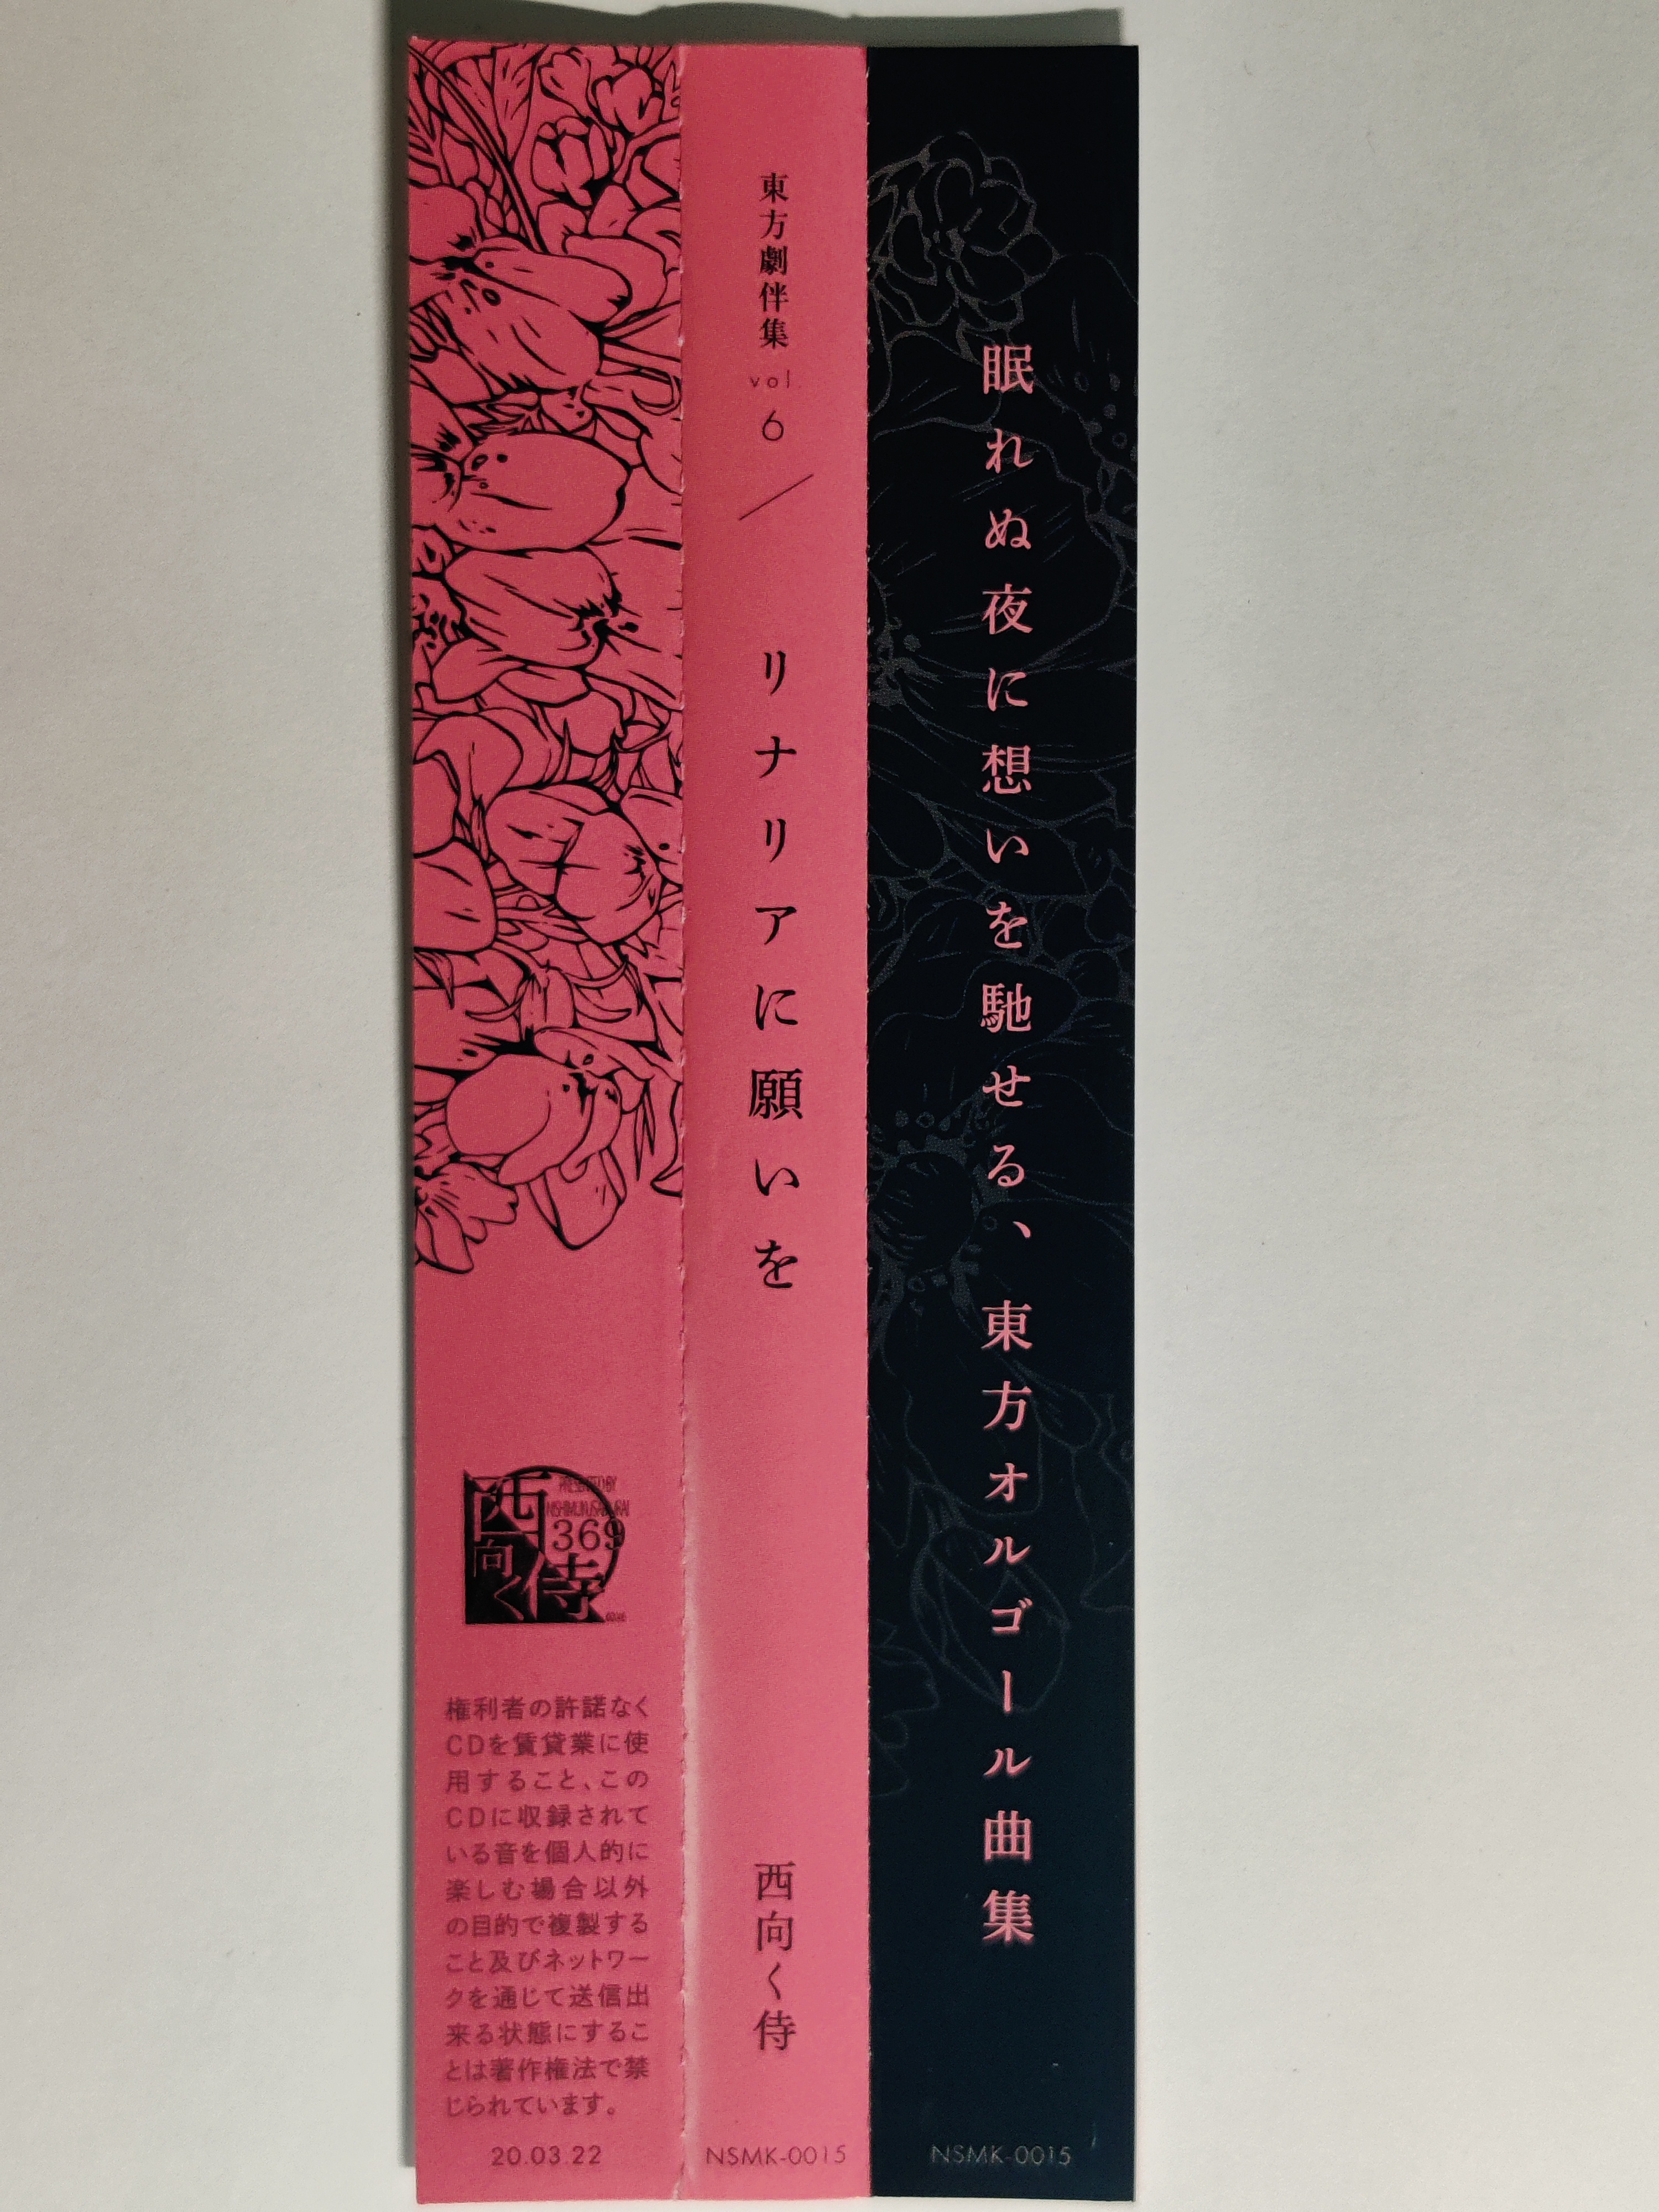 眠れぬ夜に想いを馳せる、東方オルゴール曲集
NSMK-0015
東方劇伴集 vol. 6 ／ リナリアに願いを
西向く侍
NSMK-0015
西向く侍
PRESENTED BY
NISHIMUKUSAMURAI
369
権利者の許諾なく
CDを賃貸業に使
用すること、この
CDに収録されて
いる音を個人的に
楽しむ場合以外
の目的で複製する
こと及びネットワー
クを通じて送信出
来る状態にするこ
とは著作権法で禁
じられています。
20.03.22